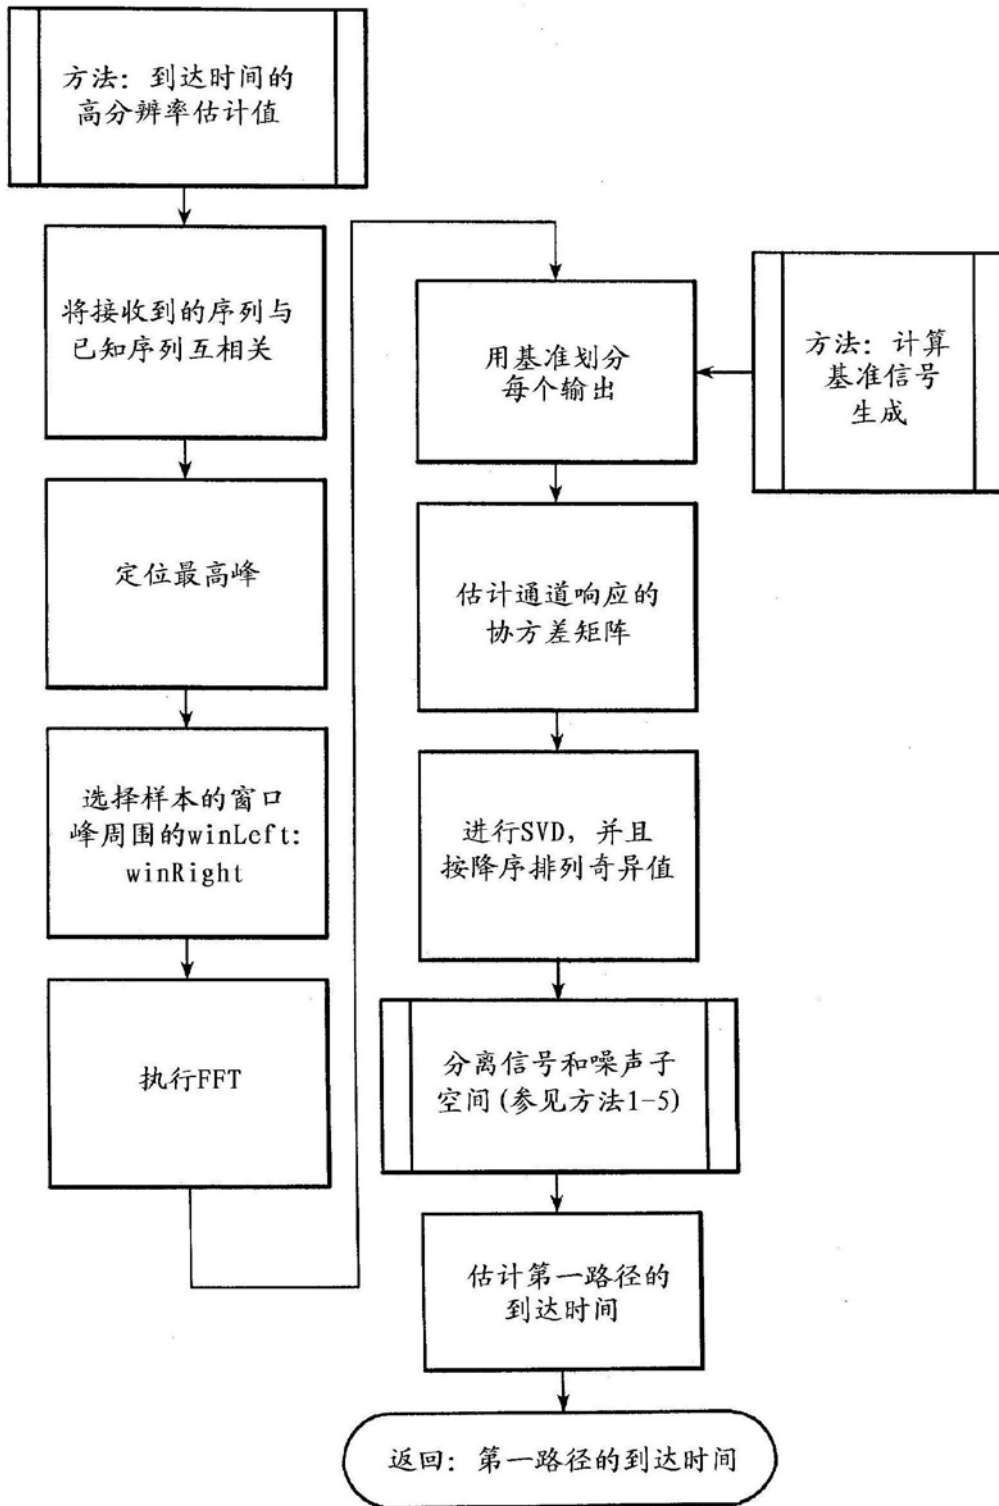 方法：到达时间的
高分辨率估计值
将接收到的序列与
已知序列互相关
定位最高峰
选择样本的窗口
峰周围的winLeft:
winRight
执行FFT
用基准划分
每个输出
方法：计算
基准信号
生成
估计通道响应的
协方差矩阵
进行SVD，并且
按降序排列奇异值
分离信号和噪声子
空间(参见方法1-5)
估计第一路径的
到达时间
返回：第一路径的到达时间